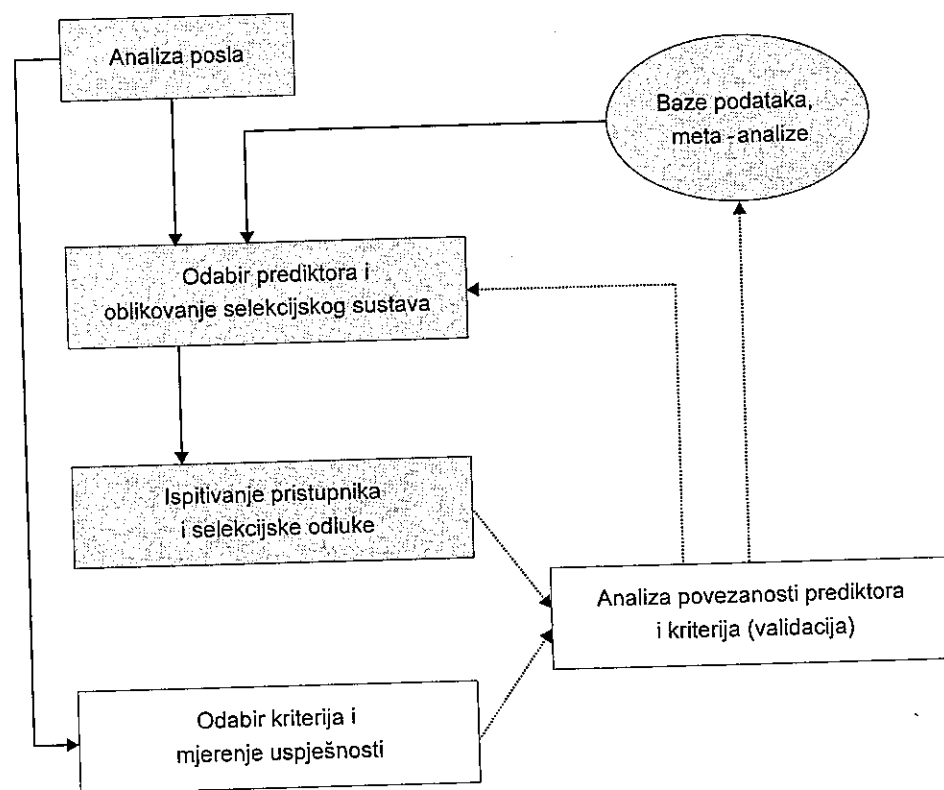 Analiza posla
Baze podataka,
meta -analize
Odabir prediktora i
oblikovanje selekcijskog sustava
Ispitivanje pristupnika
i selekcijske odluke
Analiza povezanosti prediktora
i kriterija (validacija)
Odabir kriterija i
mjerenje uspješnosti